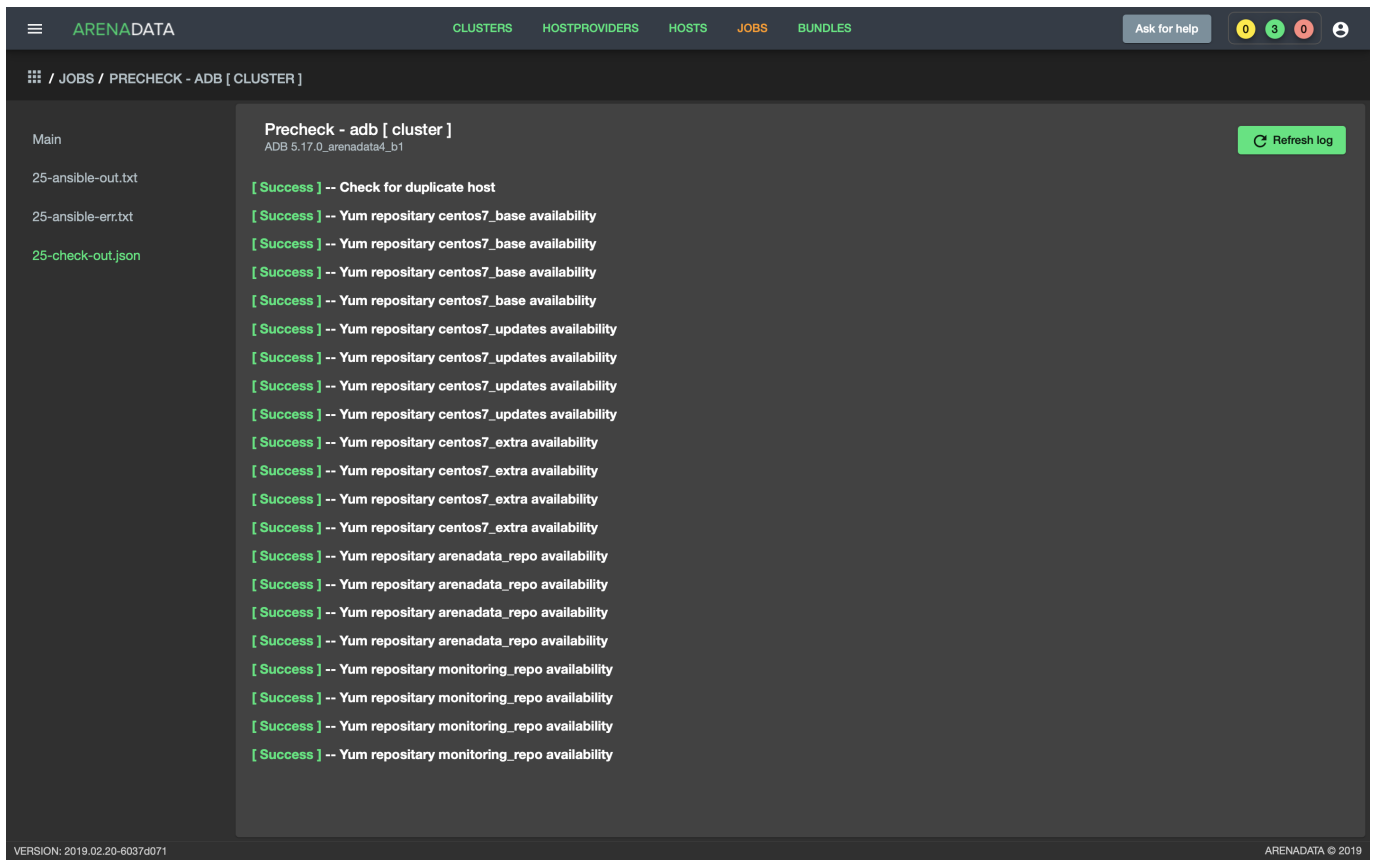 ARENADATA CLUSTERS HOSTPROVIDERS HOSTS JOBS BUNDLES Ask for help 0 3 0
/ JOBS / PRECHECK - ADB [ CLUSTER ]
Main
25-ansible-out.txt
25-ansible-err.txt
25-check-out.json
Precheck - adb [ cluster ]
ADB 5.17.0_arenadata4_b1
Refresh log
[ Success ] -- Check for duplicate host
[ Success ] -- Yum repositary centos7_base availability
[ Success ] -- Yum repositary centos7_base availability
[ Success ] -- Yum repositary centos7_base availability
[ Success ] -- Yum repositary centos7_base availability
[ Success ] -- Yum repositary centos7_updates availability
[ Success ] -- Yum repositary centos7_updates availability
[ Success ] -- Yum repositary centos7_updates availability
[ Success ] -- Yum repositary centos7_updates availability
[ Success ] -- Yum repositary centos7_extra availability
[ Success ] -- Yum repositary centos7_extra availability
[ Success ] -- Yum repositary centos7_extra availability
[ Success ] -- Yum repositary centos7_extra availability
[ Success ] -- Yum repositary arenadata_repo availability
[ Success ] -- Yum repositary arenadata_repo availability
[ Success ] -- Yum repositary arenadata_repo availability
[ Success ] -- Yum repositary arenadata_repo availability
[ Success ] -- Yum repositary monitoring_repo availability
[ Success ] -- Yum repositary monitoring_repo availability
[ Success ] -- Yum repositary monitoring_repo availability
[ Success ] -- Yum repositary monitoring_repo availability
VERSION: 2019.02.20-6037d071 ARENADATA © 2019